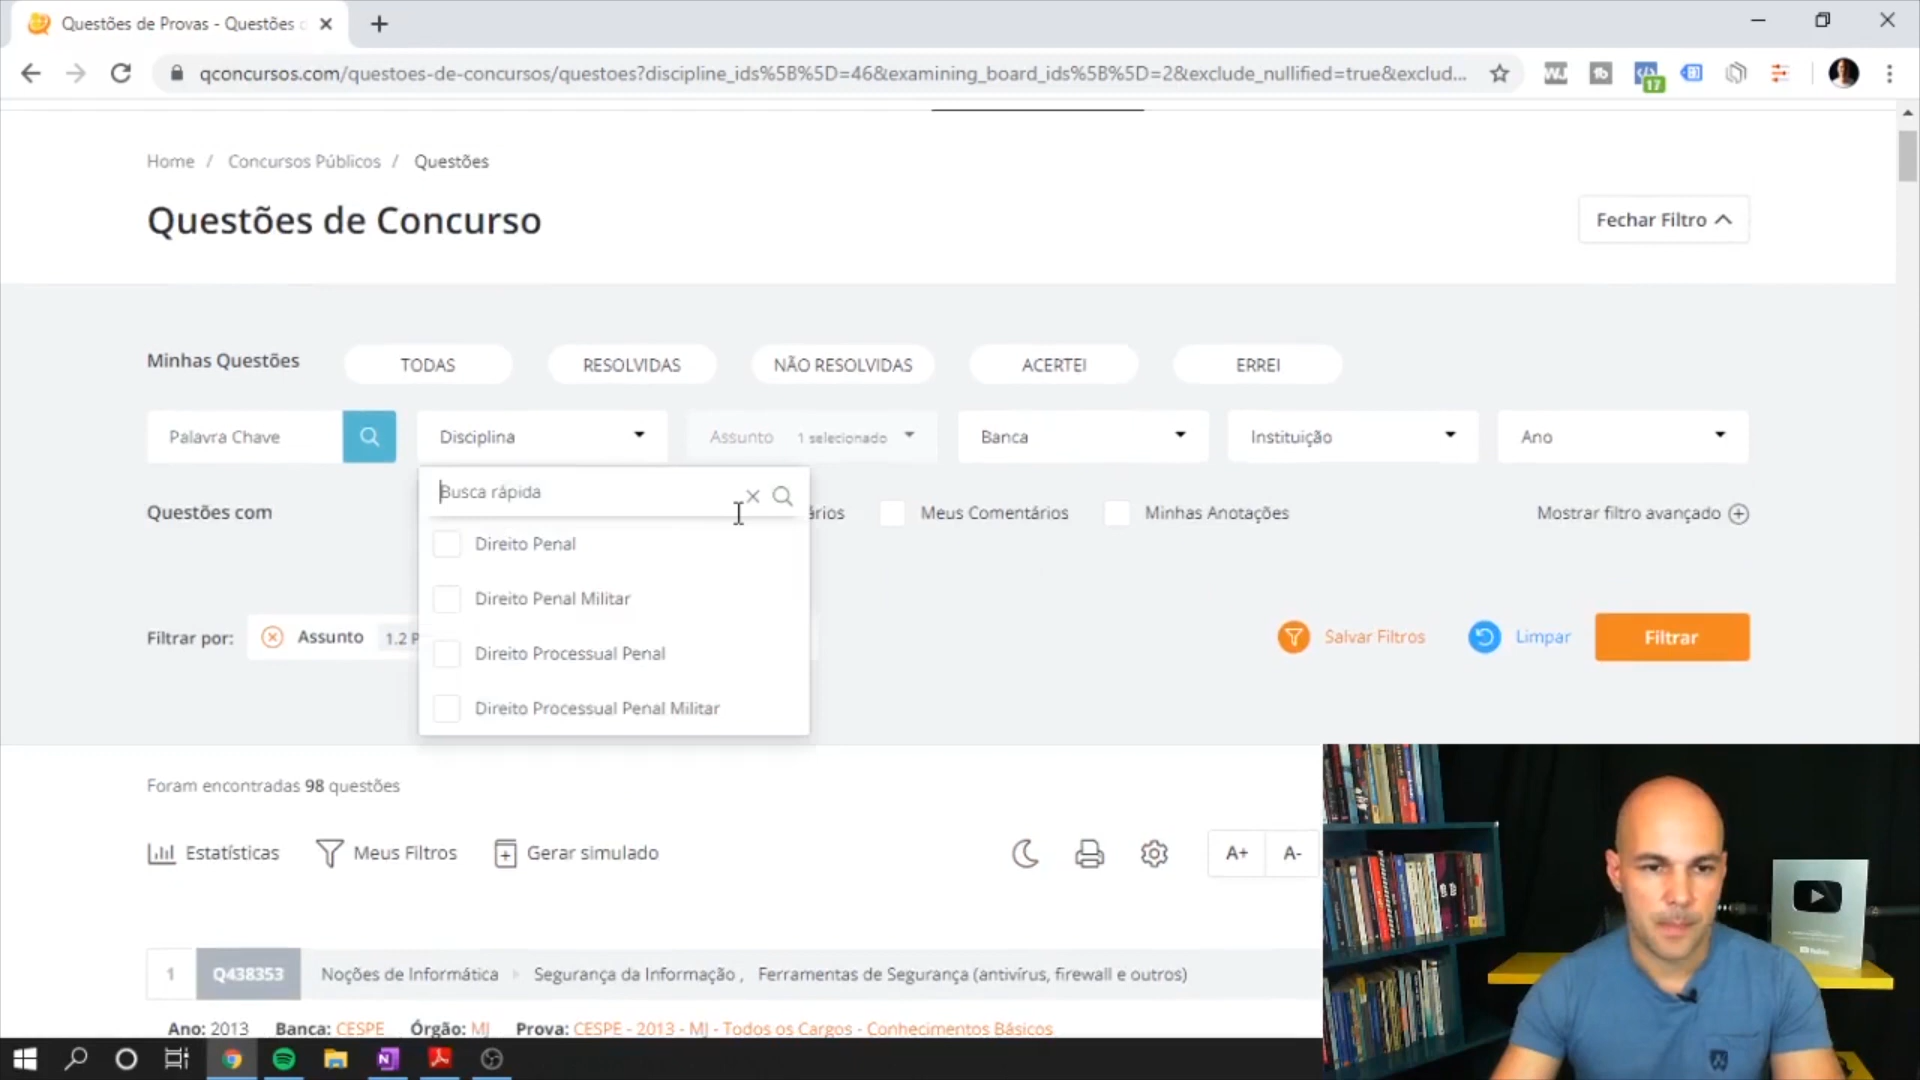 Questões de Provas - Questões
qconcursos.com/questoes-de-concursos/questoes?discipline_ids%5B%5D=46&examining_board_ids%5B%5D=2&exclude_nullified=true&exclud...
17
Home / Concursos Públicos / Questões
Questões de Concurso
Fechar Filtro
Minhas Questões TODAS RESOLVIDAS NÃO RESOLVIDAS ACERTEI ERREI
Palavra Chave Disciplina Assunto 1 selecionado Banca Instituição Ano
Busca rápida
Questões com ários Meus Comentários Minhas Anotações Mostrar filtro avançado
Direito Penal
Direito Penal Militar
Filtrar por: Assunto 1.2 Salvar Filtros Limpar Filtrar
Direito Processual Penal
Direito Processual Penal Militar
Foram encontradas 98 questões
Estatísticas Meus Filtros Gerar simulado A+ A-
1 Q438353 Noções de Informática Segurança da Informação , Ferramentas de Segurança (antivírus, firewall e outros)
Ano: 2013 Banca: CESPE Órgão: MJ Prova: CESPE - 2013 - MJ - Todos os Cargos - Conhecimentos Básicos